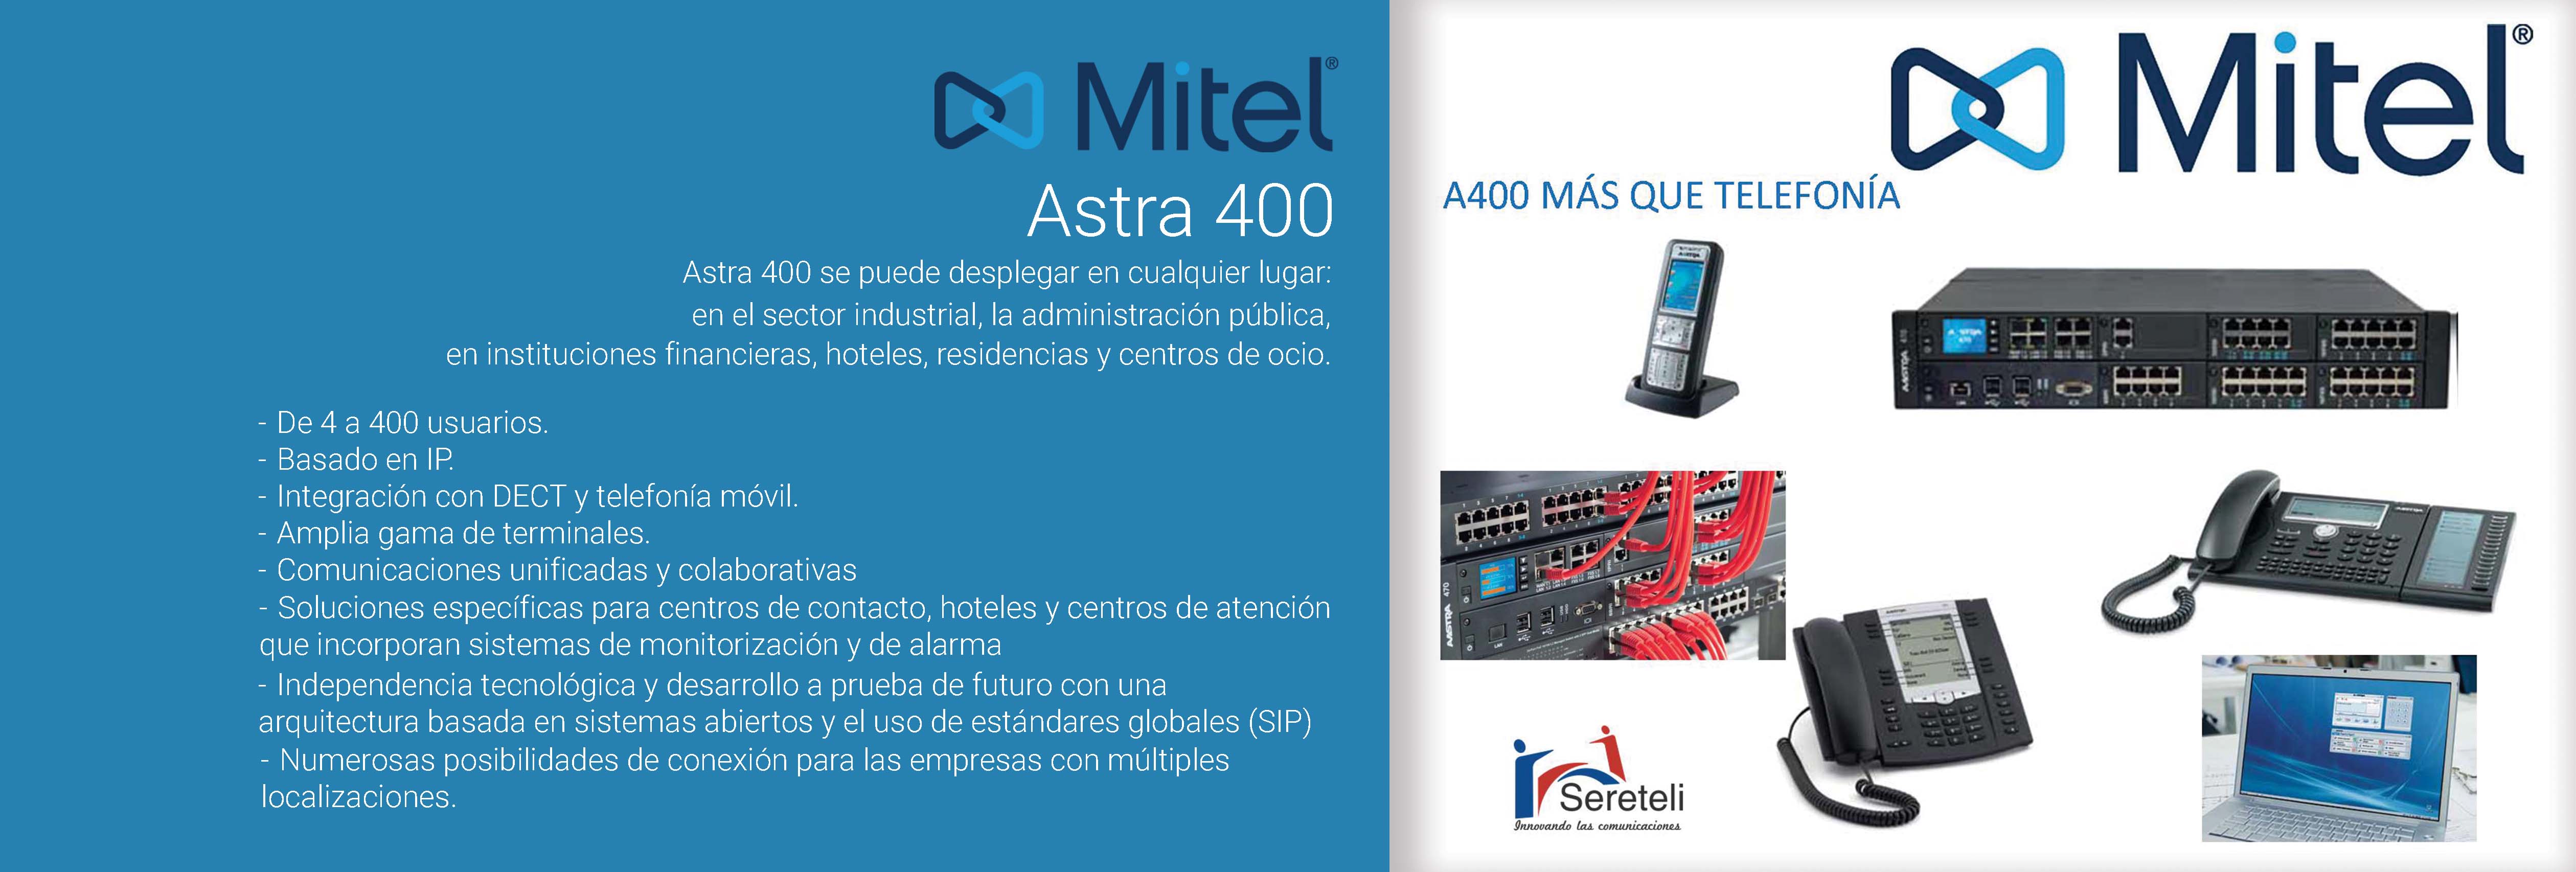 Mitel®
Astra 400
Astra 400 se puede desplegar en cualquier lugar:
en el sector industrial, la administración pública,
en instituciones financieras, hoteles, residencias y centros de ocio.
- De 4 a 400 usuarios.
- Basado en IP.
- Integración con DECT y telefonía móvil.
- Amplia gama de terminales.
- Comunicaciones unificadas y colaborativas
- Soluciones específicas para centros de contacto, hoteles y centros de atención
que incorporan sistemas de monitorización y de alarma
- Independencia tecnológica y desarrollo a prueba de futuro con una
arquitectura basada en sistemas abiertos y el uso de estándares globales (SIP)
- Numerosas posibilidades de conexión para las empresas con múltiples
localizaciones.
Mitel®
A400 MÁS QUE TELEFONÍA
AASTRA
470
AASTRA 470
Sereteli
Innovando las comunicaciones